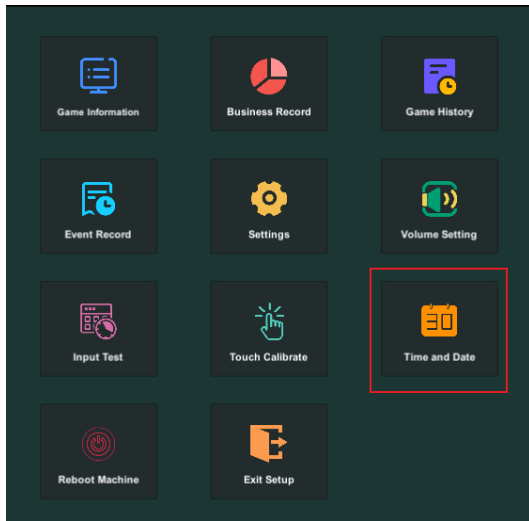 Game Information
Business Record
Game History
Event Record
Settings
Volume Setting
Input Test
Touch Calibrate
30
Time and Date
Reboot Machine
Exit Setup